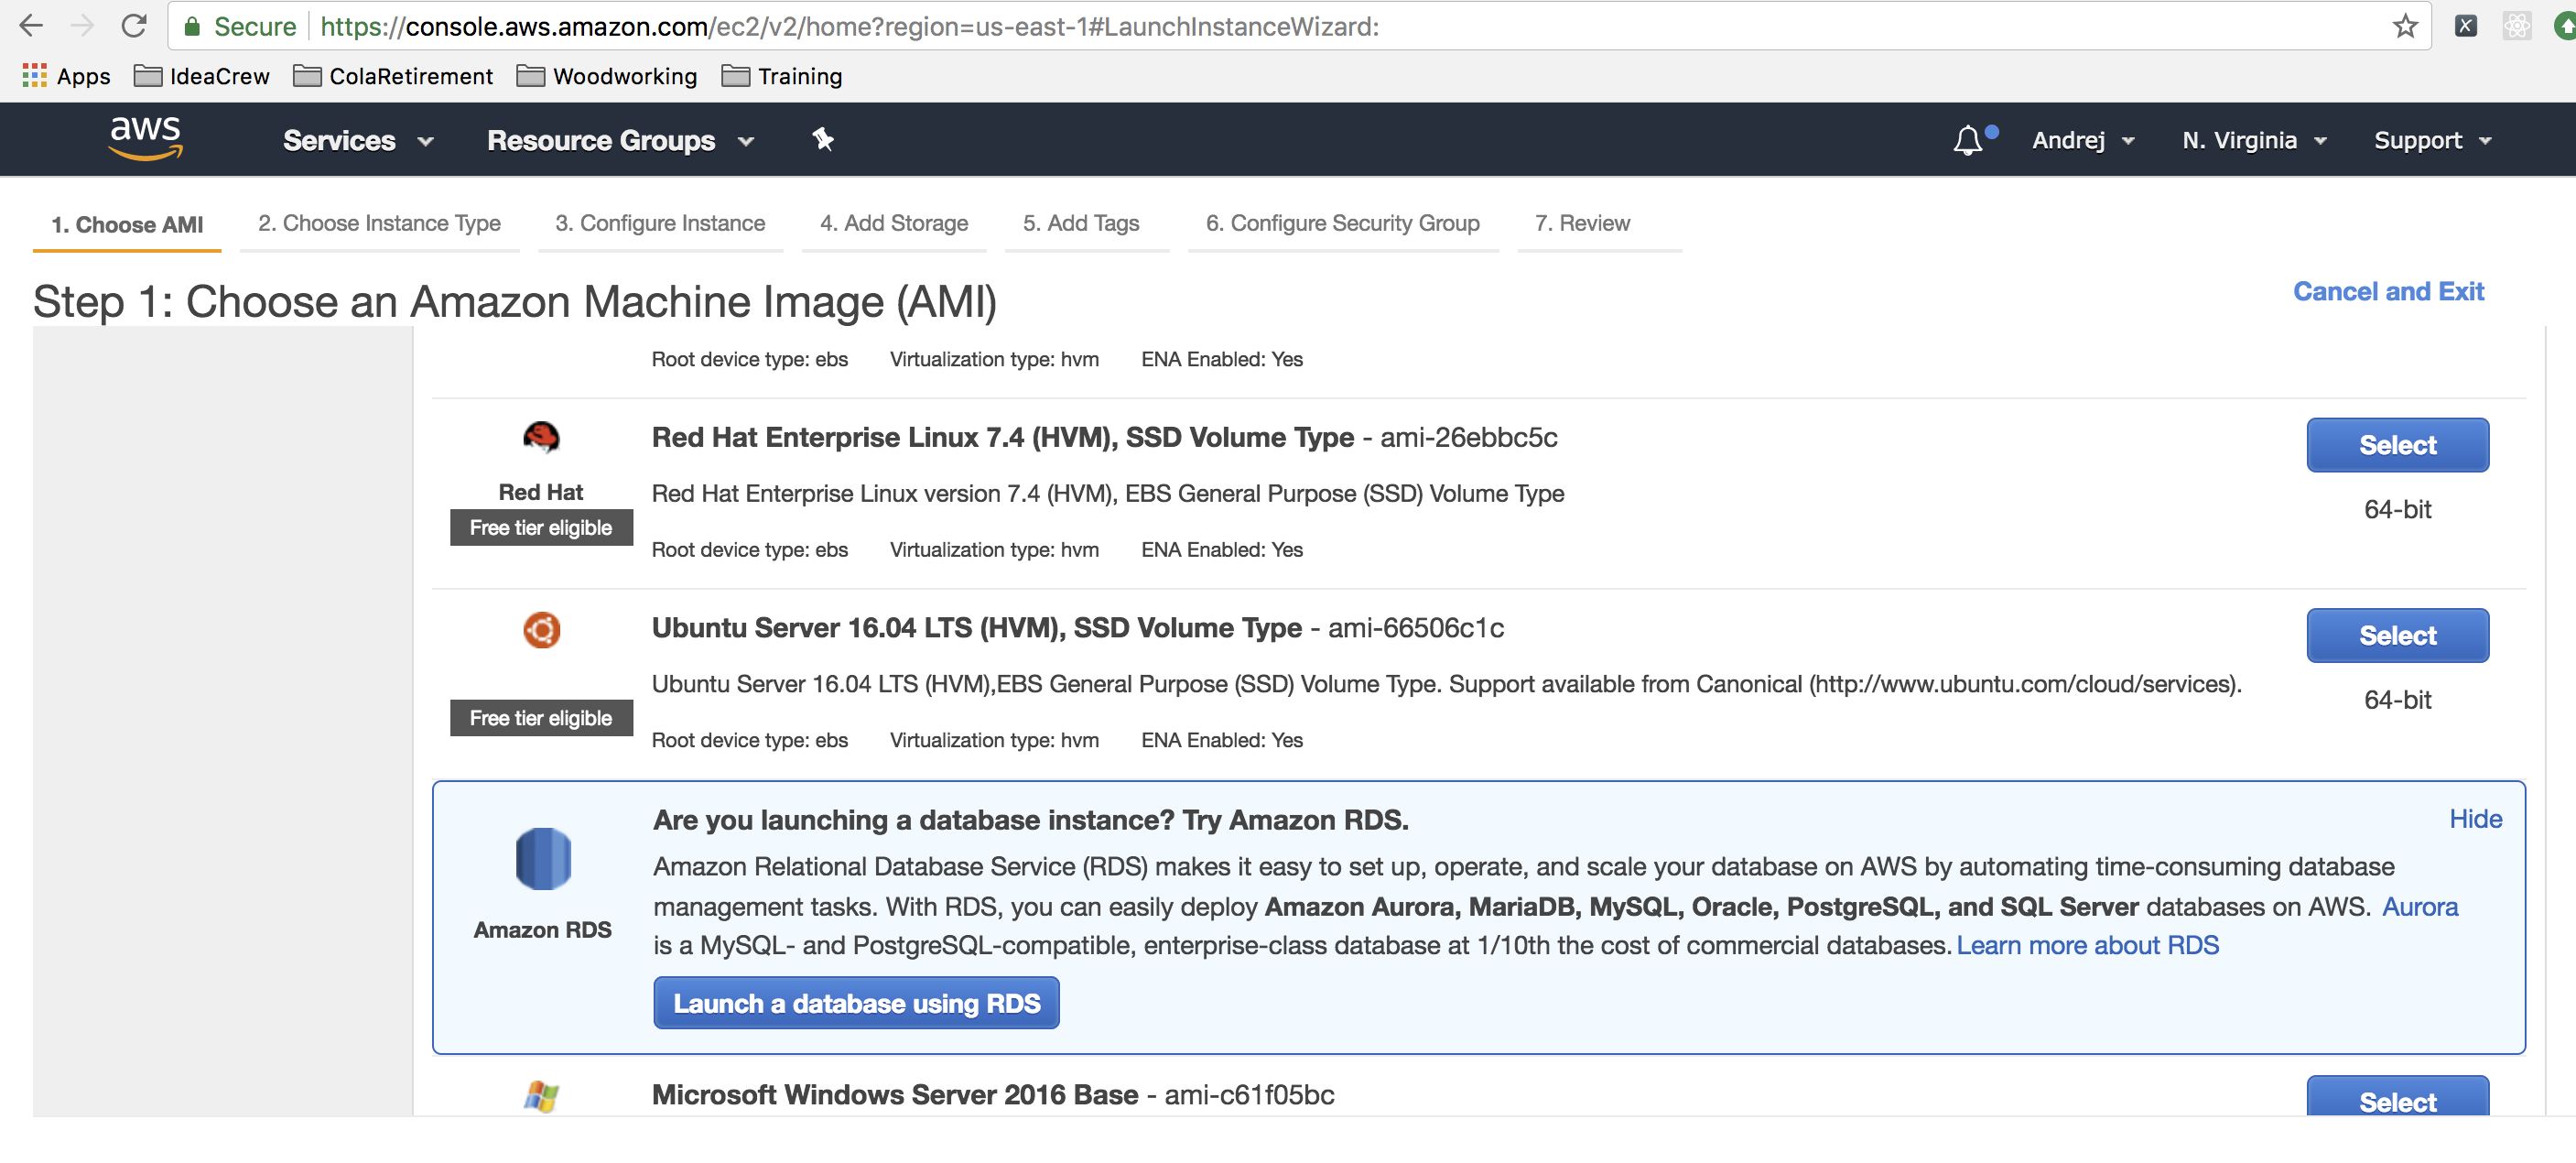 Secure https://console.aws.amazon.com/ec2/v2/home?region=us-east-1#LaunchInstanceWizard:
Apps IdeaCrew ColaRetirement Woodworking Training
aws Services Resource Groups Andrej N. Virginia Support
1. Choose AMI 2. Choose Instance Type 3. Configure Instance 4. Add Storage 5. Add Tags 6. Configure Security Group 7. Review
Step 1: Choose an Amazon Machine Image (AMI) Cancel and Exit
Root device type: ebs Virtualization type: hvm ENA Enabled: Yes
Red Hat Enterprise Linux 7.4 (HVM), SSD Volume Type - ami-26ebbc5c Select
Red Hat Red Hat Enterprise Linux version 7.4 (HVM), EBS General Purpose (SSD) Volume Type 64-bit
Free tier eligible
Root device type: ebs Virtualization type: hvm ENA Enabled: Yes
Ubuntu Server 16.04 LTS (HVM), SSD Volume Type - ami-66506c1c Select
Ubuntu Server 16.04 LTS (HVM),EBS General Purpose (SSD) Volume Type. Support available from Canonical (http://www.ubuntu.com/cloud/services). 64-bit
Free tier eligible
Root device type: ebs Virtualization type: hvm ENA Enabled: Yes
Are you launching a database instance? Try Amazon RDS. Hide
Amazon Relational Database Service (RDS) makes it easy to set up, operate, and scale your database on AWS by automating time-consuming database
management tasks. With RDS, you can easily deploy Amazon Aurora, MariaDB, MySQL, Oracle, PostgreSQL, and SQL Server databases on AWS. Aurora
Amazon RDS is a MySQL- and PostgreSQL-compatible, enterprise-class database at 1/10th the cost of commercial databases. Learn more about RDS
Launch a database using RDS
Microsoft Windows Server 2016 Base - ami-c61f05bc Select